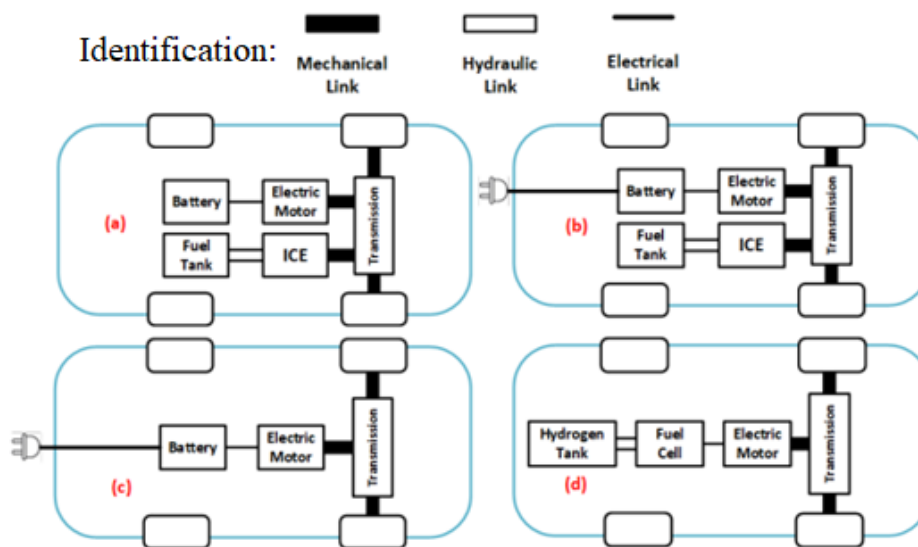 Identification:
Mechanical
Link
Hydraulic
Link
Electrical
Link
(a)
Battery
Electric
Motor
Fuel
Tank
ICE
Transmission
(b)
Battery
Electric
Motor
Fuel
Tank
ICE
Transmission
(c)
Battery
Electric
Motor
Transmission
Hydrogen
Tank
Fuel
Cell
Electric
Motor
Transmission
(d)